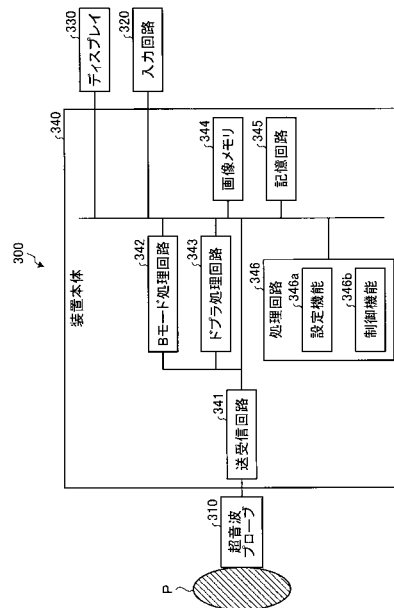 300
340
装置本体
330
ディスプレイ
320
入力回路
342
Bモード処理回路
343
ドプラ処理回路
344
画像メモリ
345
記憶回路
341
送受信回路
346
処理回路
346a
設定機能
346b
制御機能
310
超音波
プローブ
P